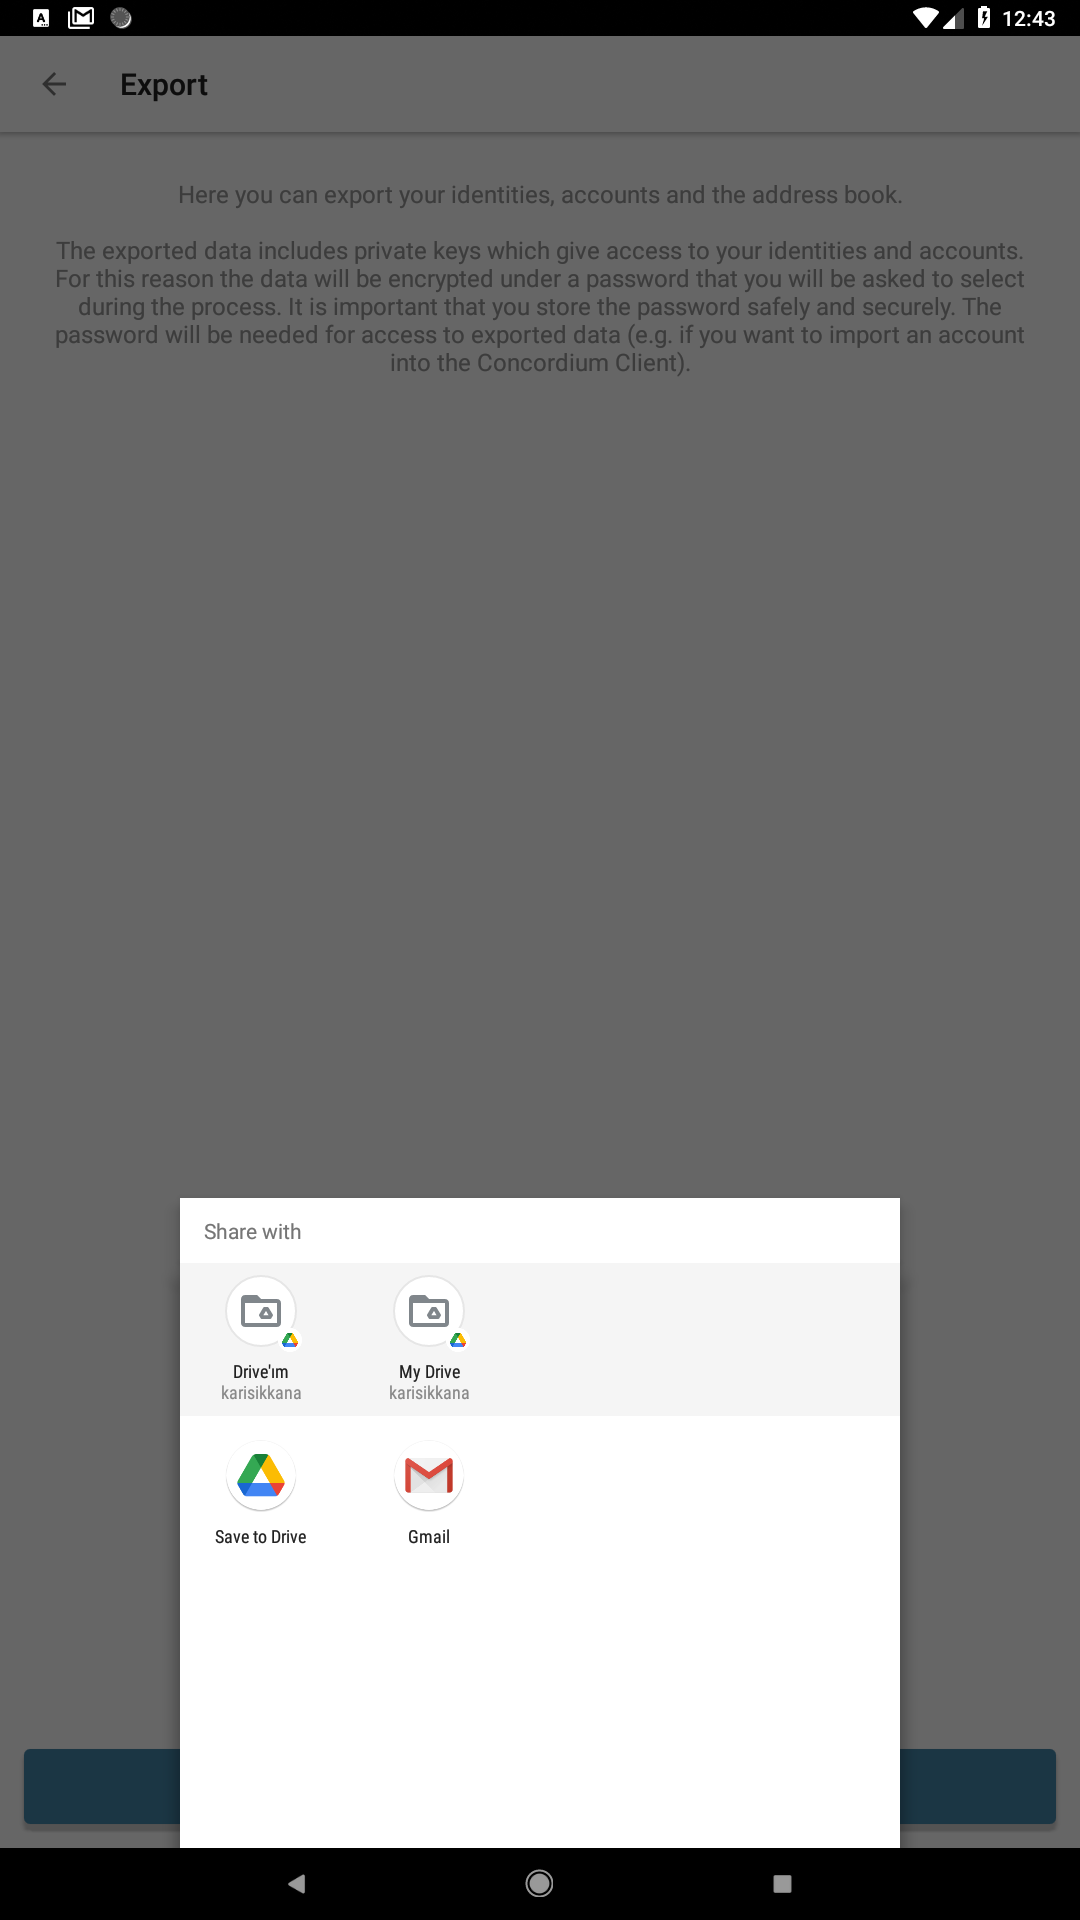 12:43
Export
Here you can export your identities, accounts and the address book.
The exported data includes private keys which give access to your identities and accounts.
For this reason the data will be encrypted under a password that you will be asked to select
during the process. It is important that you store the password safely and securely. The
password will be needed for access to exported data (e.g. if you want to import an account
into the Concordium Client).
Share with
Drive'ım My Drive
karisikkana karisikkana
Save to Drive Gmail